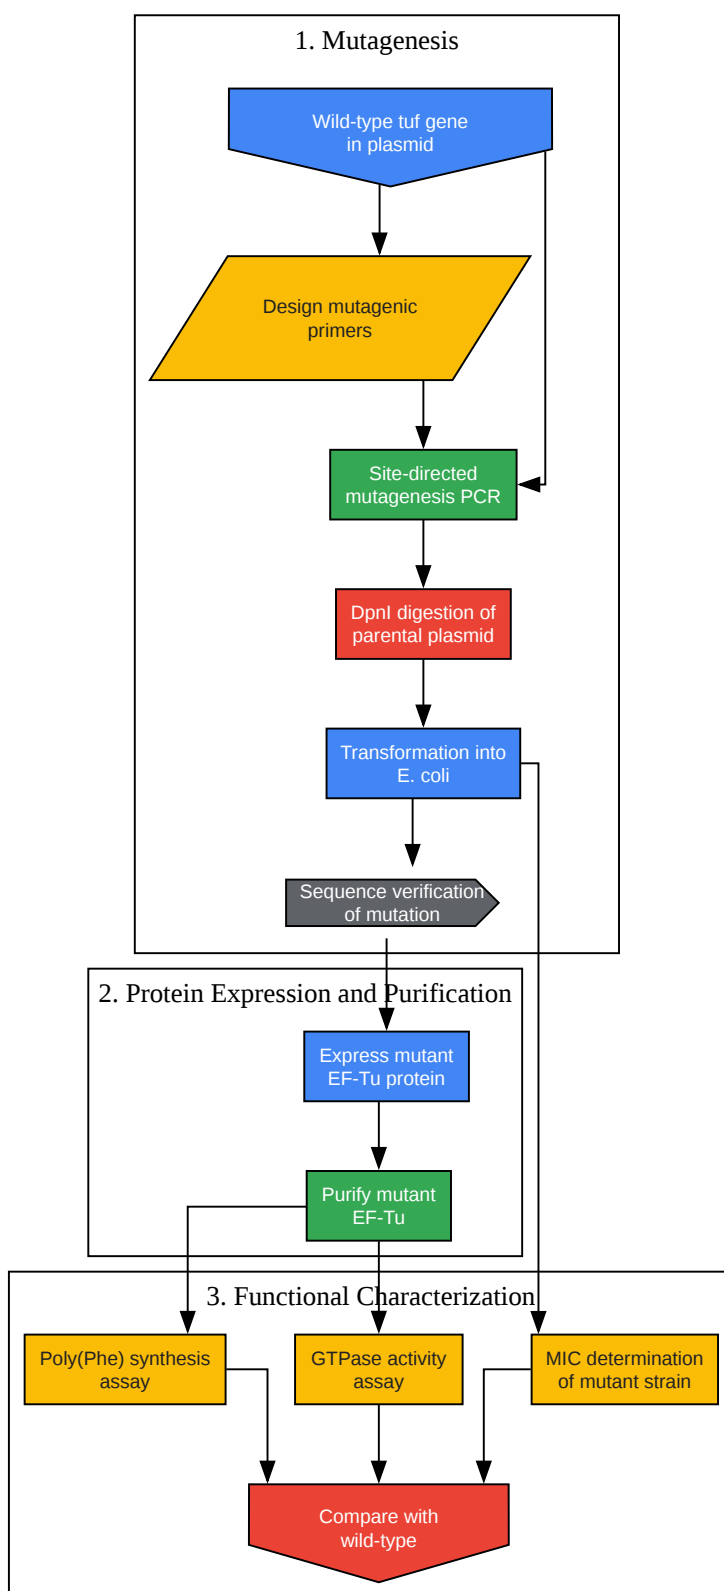 1. Mutagenesis
Wild-type tuf gene
in plasmid
Design mutagenic
primers
Site-directed
mutagenesis PCR
DpnI digestion of
parental plasmid
Transformation into
E. coli
Sequence verification
of mutation
2. Protein Expression and Purification
Express mutant
EF-Tu protein
Purify mutant
EF-Tu
3. Functional Characterization
Poly(Phe) synthesis
assay
GTPase activity
assay
MIC determination
of mutant strain
Compare with
wild-type